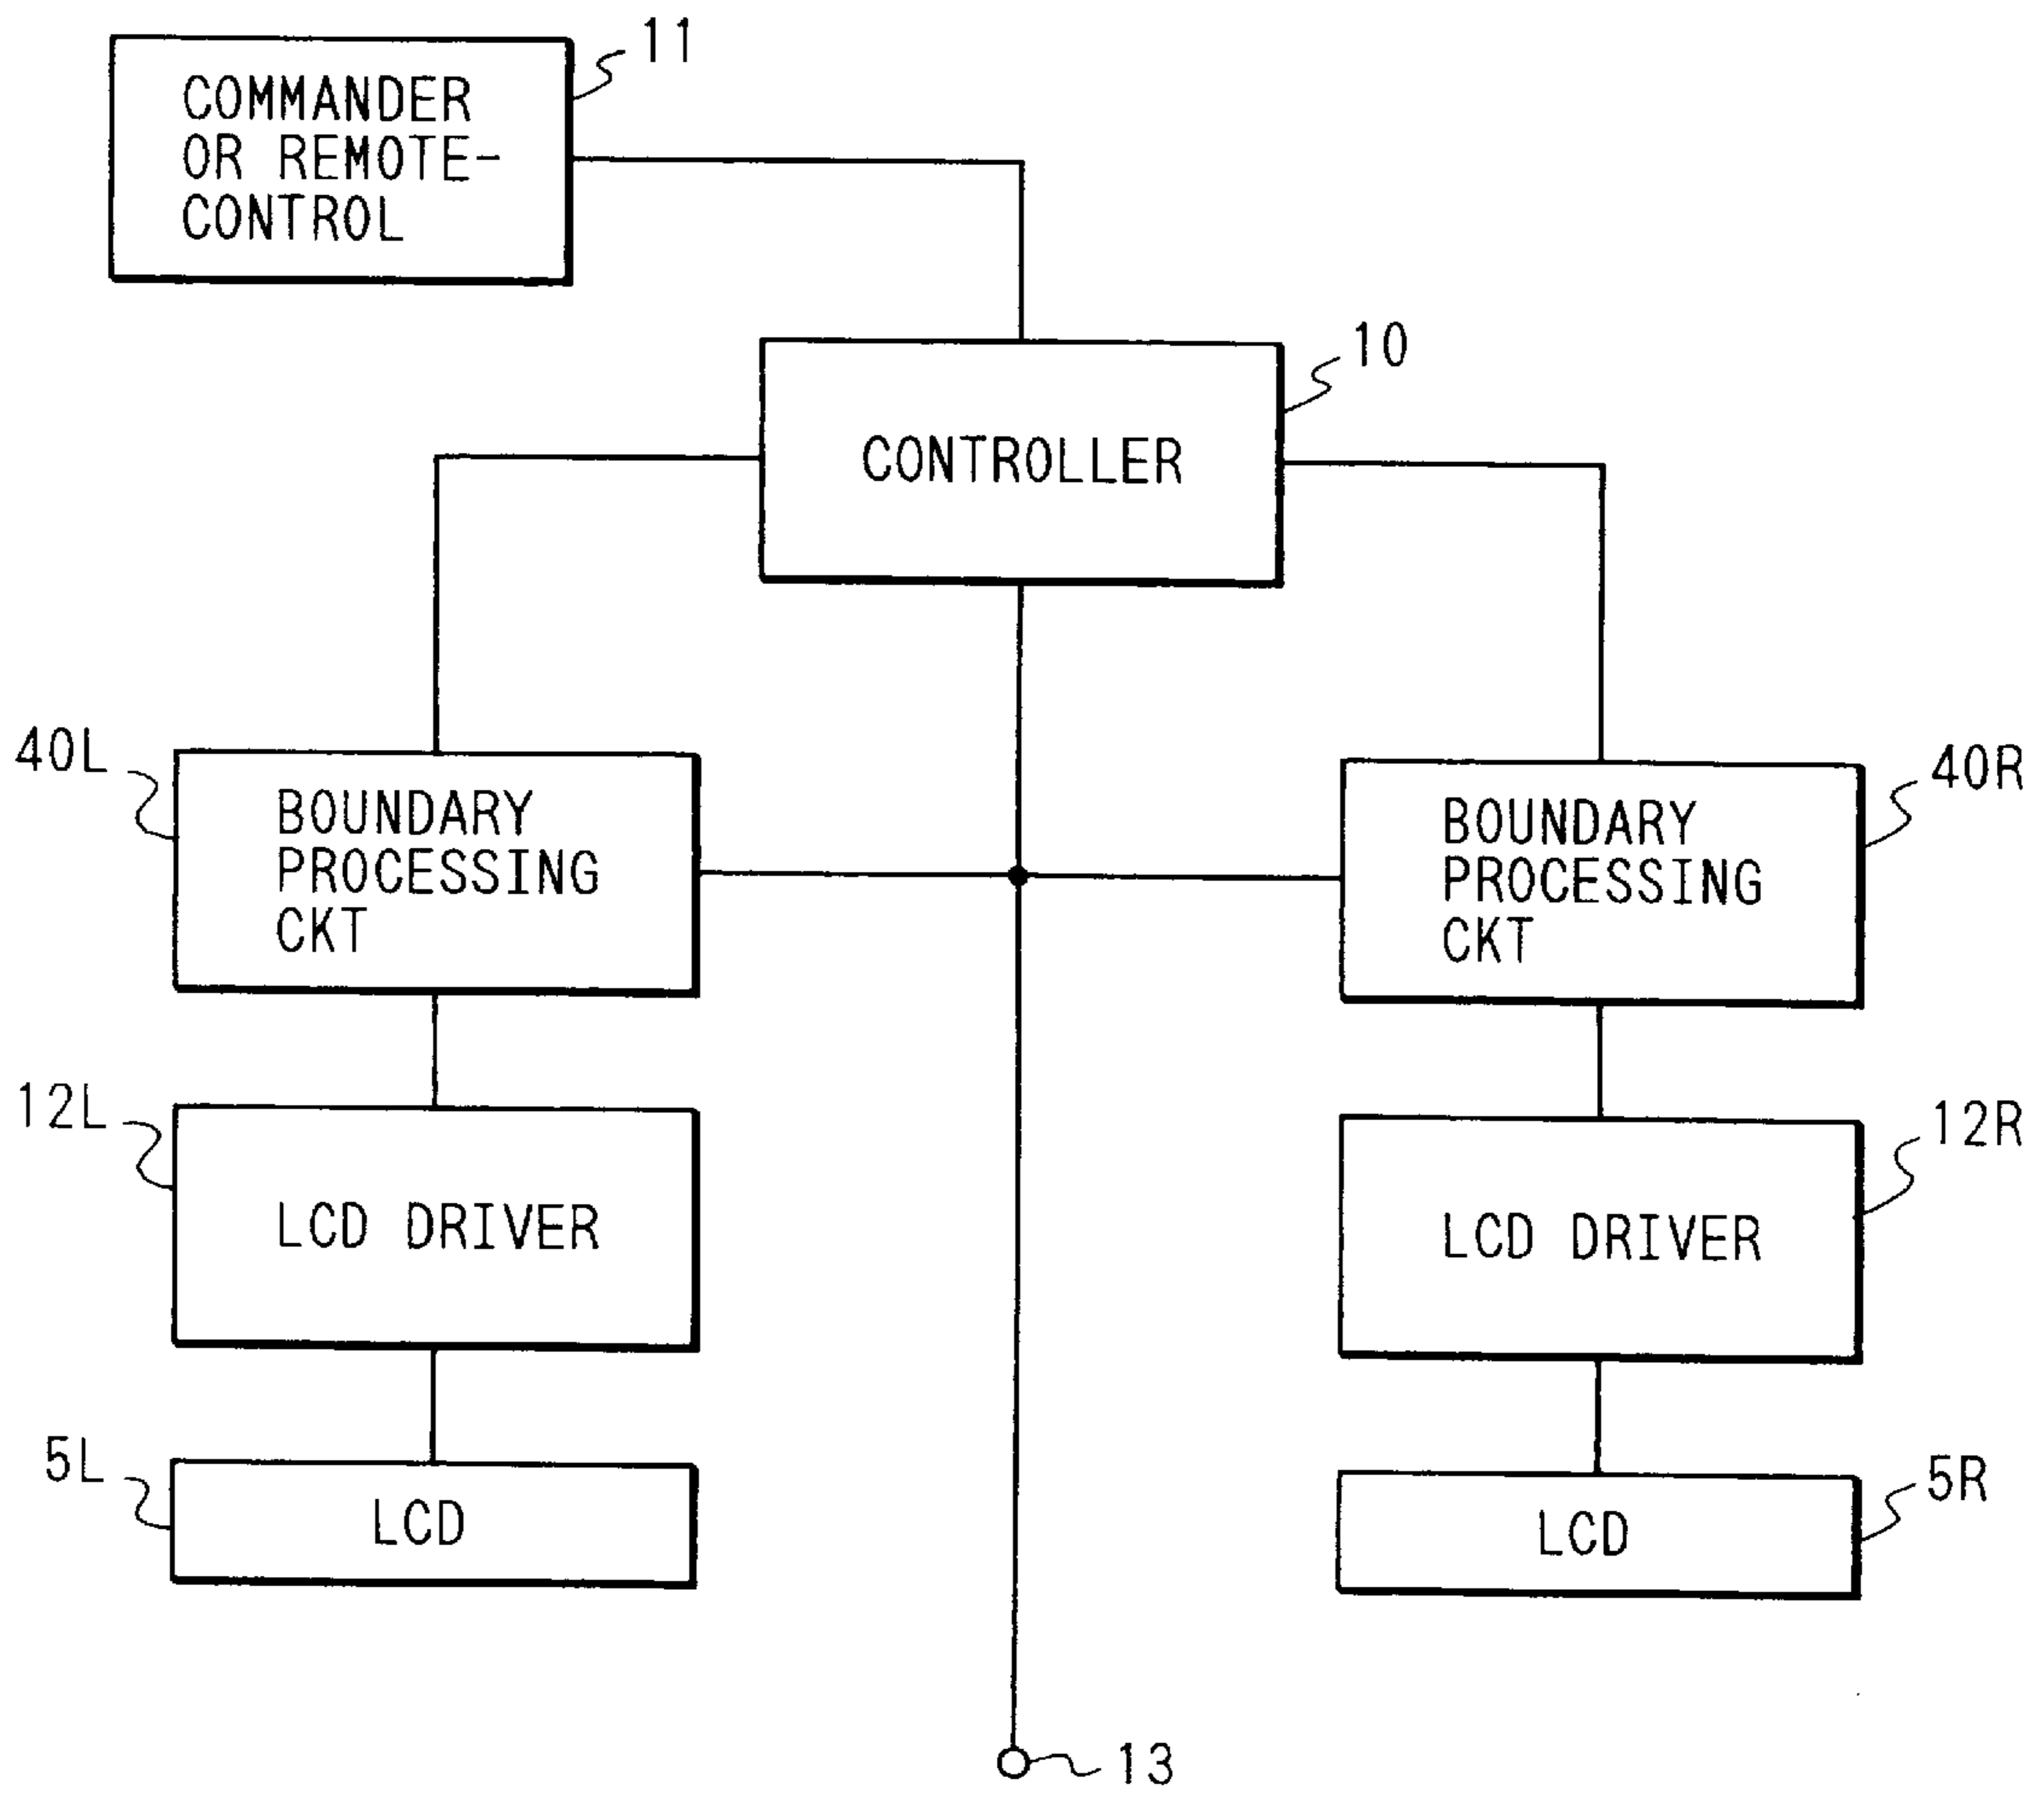 11
COMMANDER
OR REMOTE-
CONTROL
10
CONTROLLER
40L
BOUNDARY
PROCESSING
CKT
40R
BOUNDARY
PROCESSING
CKT
12L
LCD DRIVER
12R
LCD DRIVER
5L
LCD
5R
LCD
13